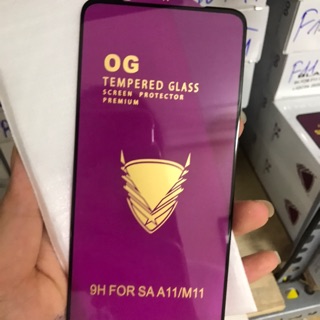 OG
TEMPERED GLASS
SCREEN PROTECTOR
PREMIUM
9H FOR SA A11/M11